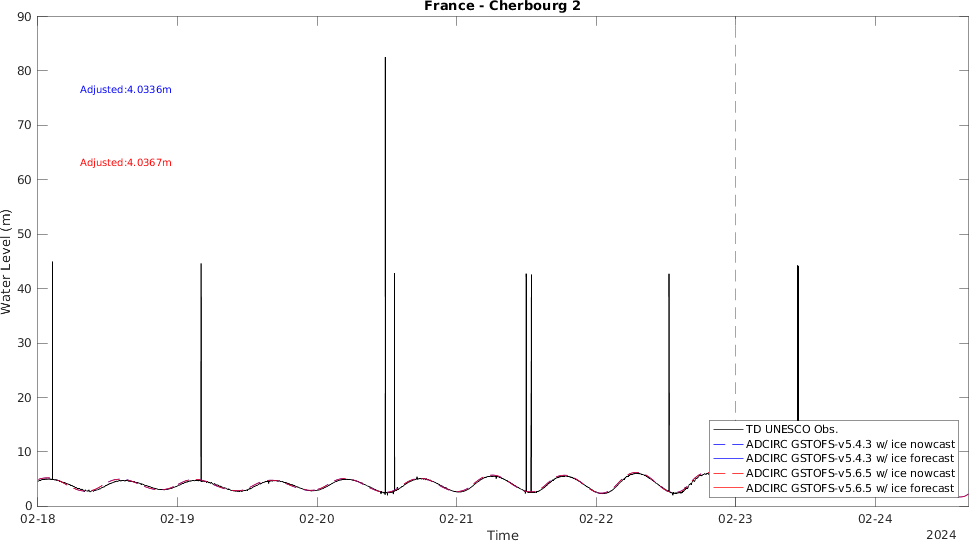 France - Cherbourg 2
Water Level (m)
90
80
70
60
50
40
30
20
10
0
Adjusted:4.0336m
Adjusted:4.0367m
TD UNESCO Obs.
ADCIRC GSTOFS-v5.4.3 w/ ice nowcast
ADCIRC GSTOFS-v5.4.3 w/ ice forecast
ADCIRC GSTOFS-v5.6.5 w/ ice nowcast
ADCIRC GSTOFS-v5.6.5 w/ ice forecast
02-18 02-19 02-20 02-21 02-22 02-23 02-24
Time
2024